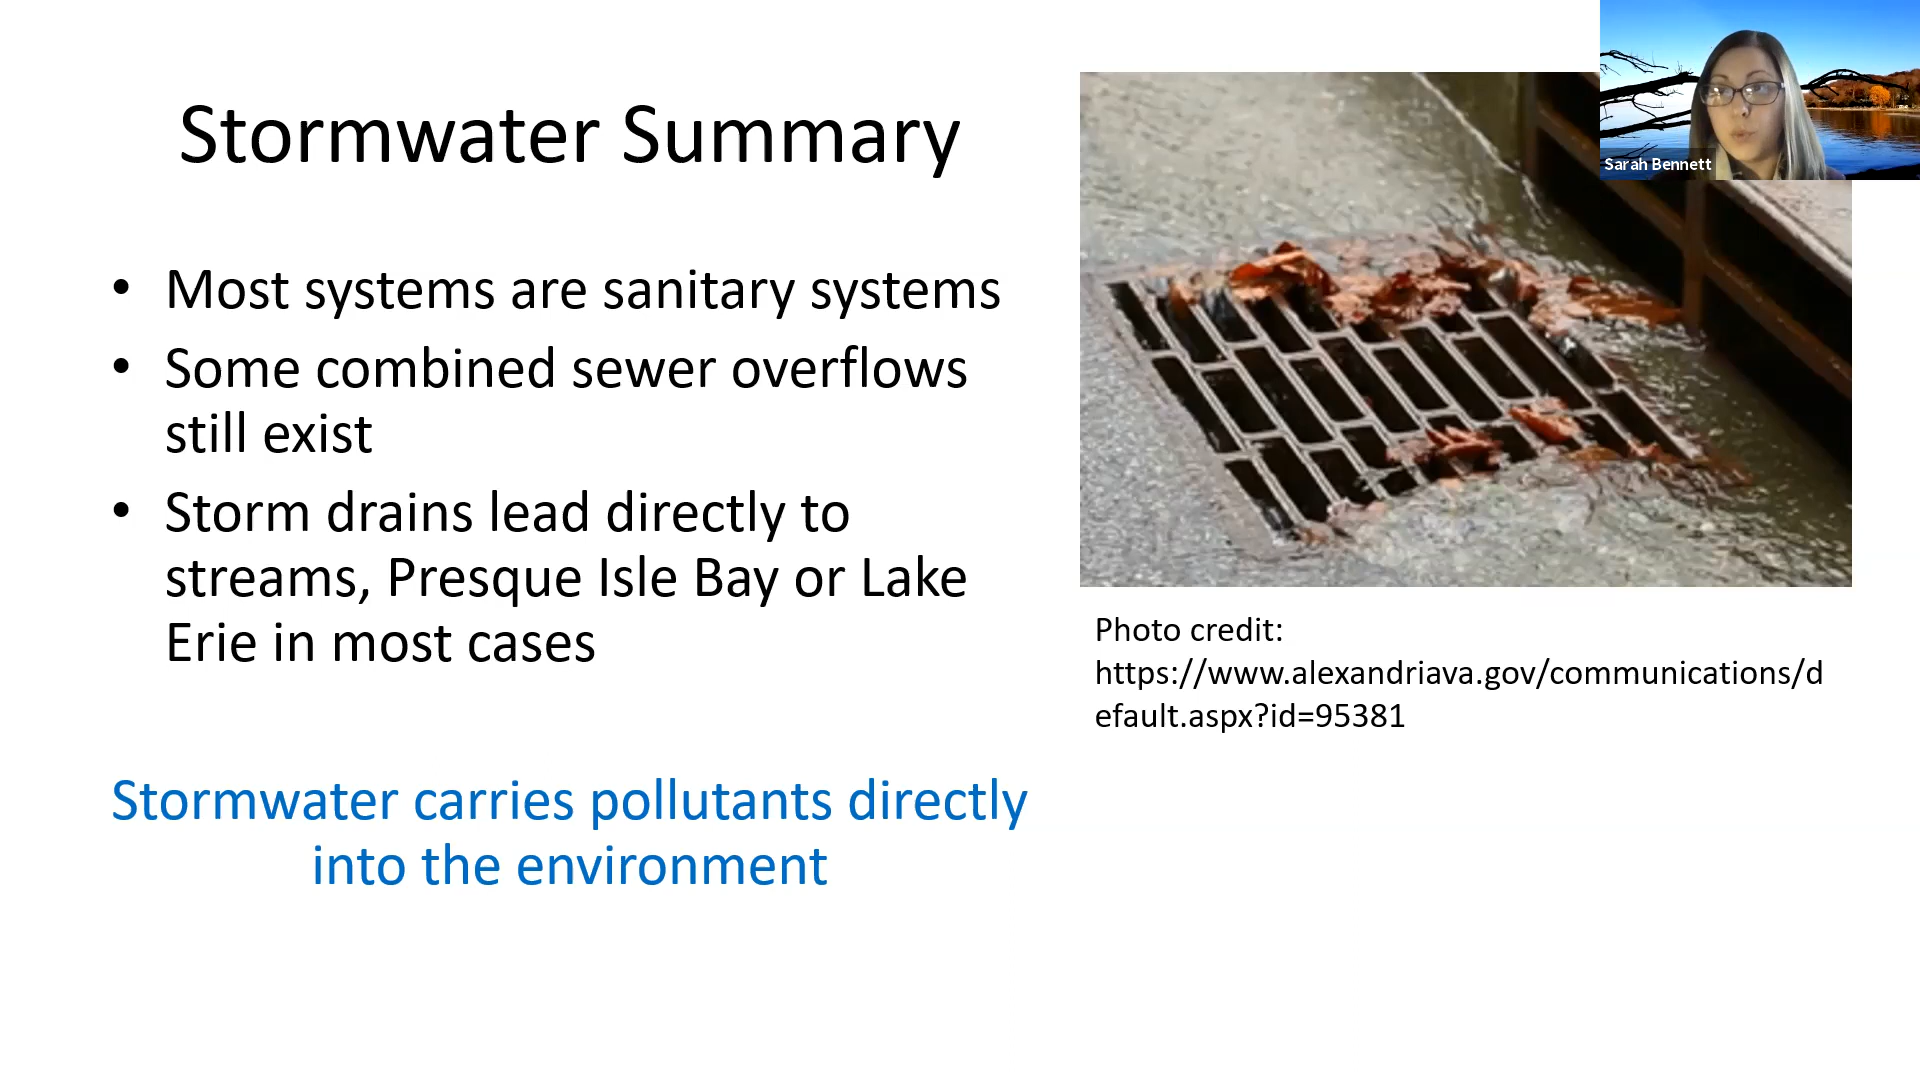 Stormwater Summary
• Most systems are sanitary systems
• Some combined sewer overflows
still exist
• Storm drains lead directly to
streams, Presque Isle Bay or Lake
Erie in most cases
Stormwater carries pollutants directly
into the environment
Sarah Bennett
Photo credit:
https://www.alexandriava.gov/communications/d
efault.aspx?id=95381